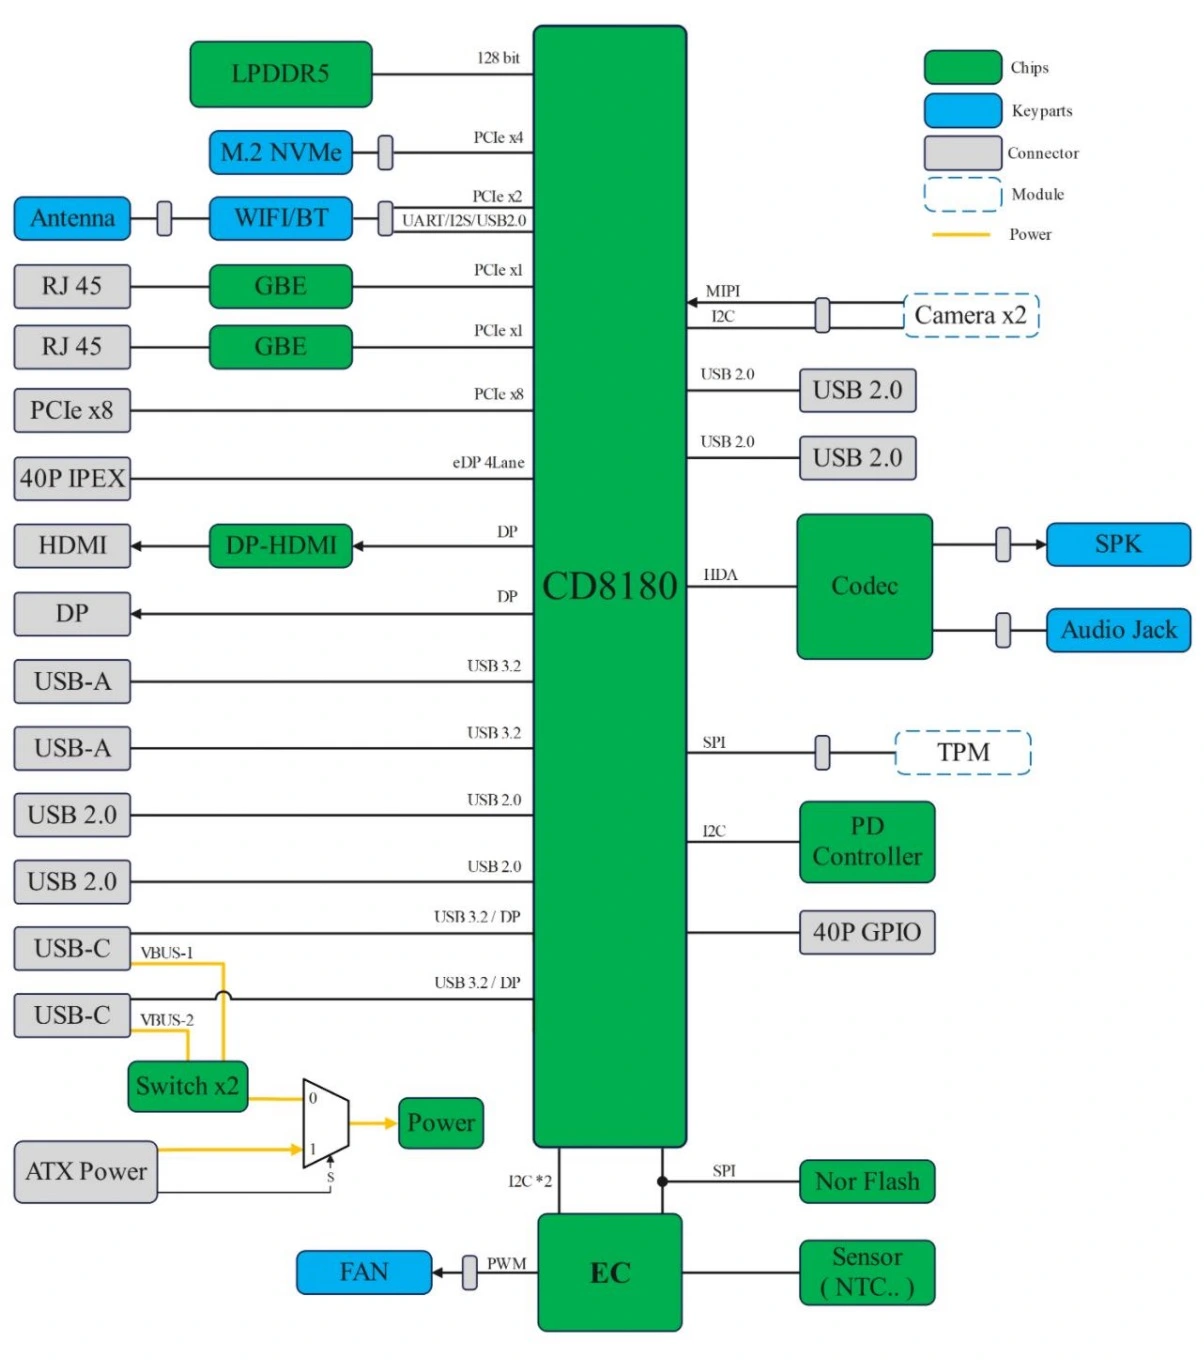 LPDDR5
128 bit
M.2 NVMe
PCIe x4
Antenna
WIFI/BT
PCIe x2
UART/I2S/USB2.0
RJ 45
GBE
PCIe x1
RJ 45
GBE
PCIe x1
PCIe x8
PCIe x8
40P IPEX
eDP 4Lane
HDMI
DP-HDMI
DP
DP
DP
USB-A
USB 3.2
USB-A
USB 3.2
USB 2.0
USB 2.0
USB 2.0
USB 2.0
USB-C
USB 3.2 / DP
VBUS-1
USB-C
USB 3.2 / DP
VBUS-2
Switch x2
0
1
S
Power
ATX Power
CD8180
Chips
Keyparts
Connector
Module
Power
MIPI
I2C
Camera x2
USB 2.0
USB 2.0
USB 2.0
USB 2.0
HDA
Codec
SPK
Audio Jack
SPI
TPM
I2C
PD
Controller
40P GPIO
I2C *2
SPI
Nor Flash
FAN
PWM
EC
Sensor
( NTC.. )